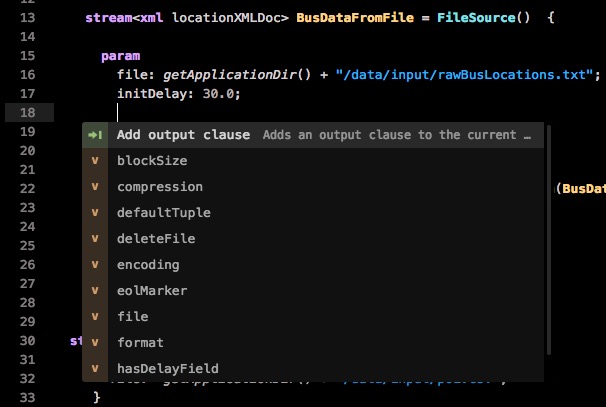 12
13 stream<xml locationXMLDoc> BusDataFromFile = FileSource() {
14
15 param
16 file: getApplicationDir() + "/data/input/rawBusLocations.txt";
17 initDelay: 30.0;
18
19 Add output clause Adds an output clause to the current …
20 v blockSize
21 v compression
22 v defaultTuple (BusDat
23 v deleteFile
24 v encoding
25 v eolMarker
26
27 v file
28
29 v format
30 st
31 v hasDelayField
32
33 }